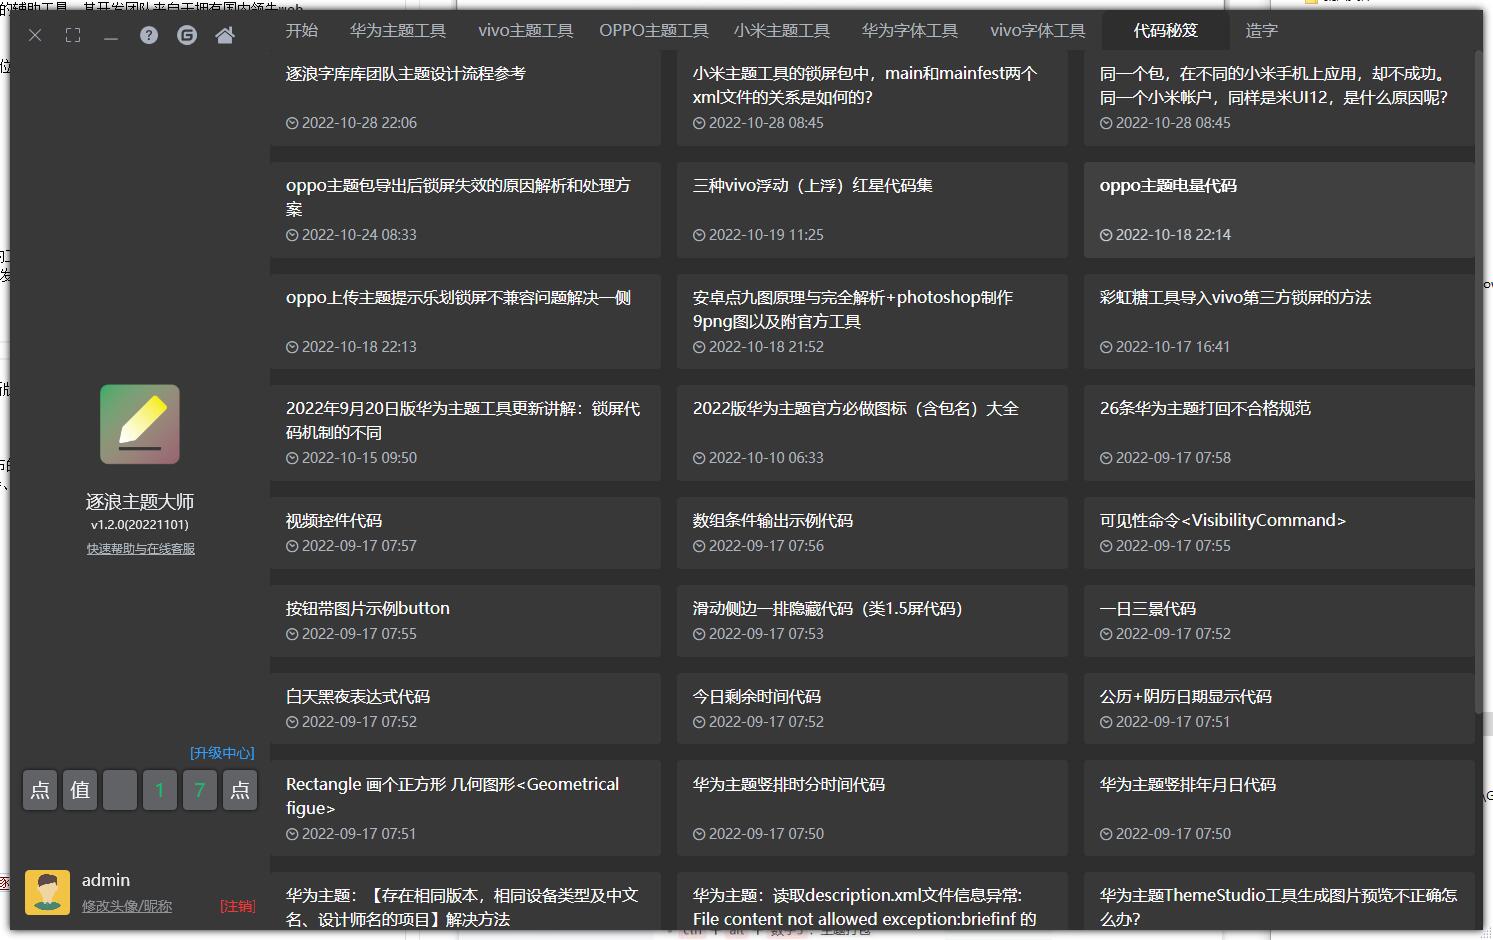 开始 华为主题工具 vivo主题工具 OPPO主题工具 小米主题工具 华为字体工具 vivo字体工具 代码秘笈 造字
逐浪字库库团队主题设计流程参考
2022-10-28 22:06
小米主题工具的锁屏包中，main和mainfest两个
xml文件的关系是如何的？
2022-10-28 08:45
同一个包，在不同的小米手机上应用，却不成功。
同一个小米帐户，同样是米UI12，是什么原因呢？
2022-10-28 08:45
oppo主题包导出后锁屏失效的原因解析和处理方
案
2022-10-24 08:33
三种vivo浮动（上浮）红星代码集
2022-10-19 11:25
oppo主题电量代码
2022-10-18 22:14
oppo上传主题提示乐划锁屏不兼容问题解决一侧
2022-10-18 22:13
安卓点九图原理与完全解析+photoshop制作
9png图以及附官方工具
2022-10-18 21:52
彩虹糖工具导入vivo第三方锁屏的方法
2022-10-17 16:41
2022年9月20日版华为主题工具更新讲解：锁屏代
码机制的不同
2022-10-15 09:50
2022版华为主题官方必做图标（含包名）大全
2022-10-10 06:33
26条华为主题打回不合格规范
2022-09-17 07:58
视频控件代码
2022-09-17 07:57
数组条件输出示例代码
2022-09-17 07:56
可见性命令<VisibilityCommand>
2022-09-17 07:55
按钮带图片示例button
2022-09-17 07:55
滑动侧边一排隐藏代码（类1.5屏代码）
2022-09-17 07:53
一日三景代码
2022-09-17 07:52
白天黑夜表达式代码
2022-09-17 07:52
今日剩余时间代码
2022-09-17 07:52
公历+阴历日期显示代码
2022-09-17 07:51
Rectangle 画个正方形 几何图形<Geometrical
figue>
2022-09-17 07:51
华为主题竖排时分时间代码
2022-09-17 07:50
华为主题竖排年月日代码
2022-09-17 07:50
华为主题：【存在相同版本，相同设备类型及中文
名、设计师名的项目】解决方法
华为主题：读取description.xml文件信息异常:
File content not allowed exception:briefinf 的
华为主题ThemeStudio工具生成图片预览不正确怎
么办？
逐浪主题大师
v1.2.0(20221101)
快速帮助与在线客服
[升级中心]
点 值 1 7 点
admin
修改头像/昵称
[注销]